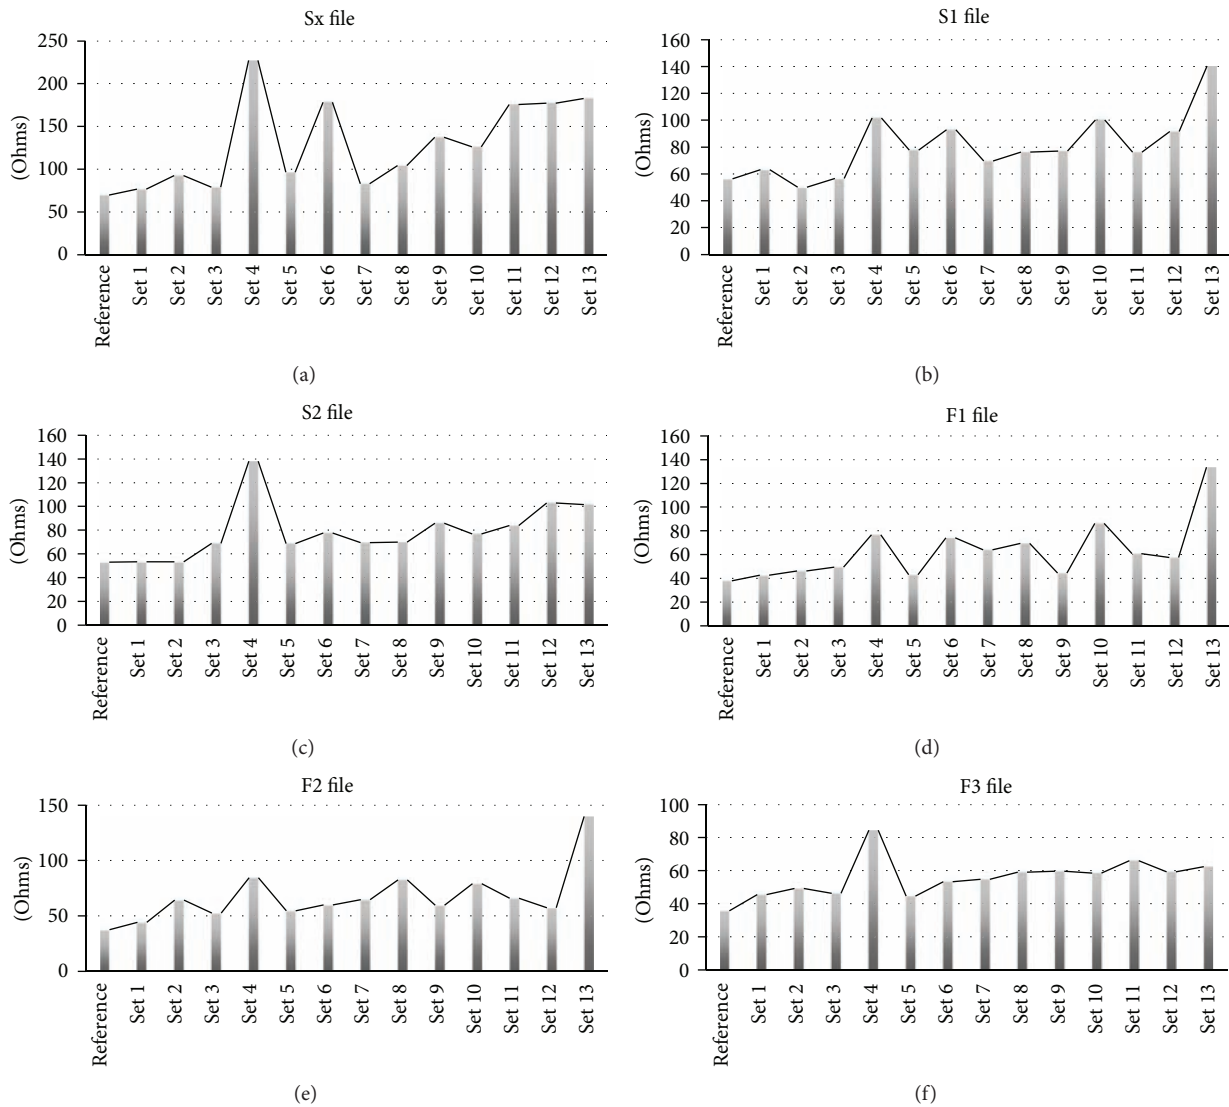 Sx file
(Ohms)
250
200
150
100
50
0
Reference
Set 1
Set 2
Set 3
Set 4
Set 5
Set 6
Set 7
Set 8
Set 9
Set 10
Set 11
Set 12
Set 13
(a)
S1 file
(Ohms)
160
140
120
100
80
60
40
20
0
Reference
Set 1
Set 2
Set 3
Set 4
Set 5
Set 6
Set 7
Set 8
Set 9
Set 10
Set 11
Set 12
Set 13
(b)
S2 file
(Ohms)
160
140
120
100
80
60
40
20
0
Reference
Set 1
Set 2
Set 3
Set 4
Set 5
Set 6
Set 7
Set 8
Set 9
Set 10
Set 11
Set 12
Set 13
(c)
F1 file
(Ohms)
160
140
120
100
80
60
40
20
0
Reference
Set 1
Set 2
Set 3
Set 4
Set 5
Set 6
Set 7
Set 8
Set 9
Set 10
Set 11
Set 12
Set 13
(d)
F2 file
(Ohms)
150
100
50
0
Reference
Set 1
Set 2
Set 3
Set 4
Set 5
Set 6
Set 7
Set 8
Set 9
Set 10
Set 11
Set 12
Set 13
(e)
F3 file
(Ohms)
100
80
60
40
20
0
Reference
Set 1
Set 2
Set 3
Set 4
Set 5
Set 6
Set 7
Set 8
Set 9
Set 10
Set 11
Set 12
Set 13
(f)